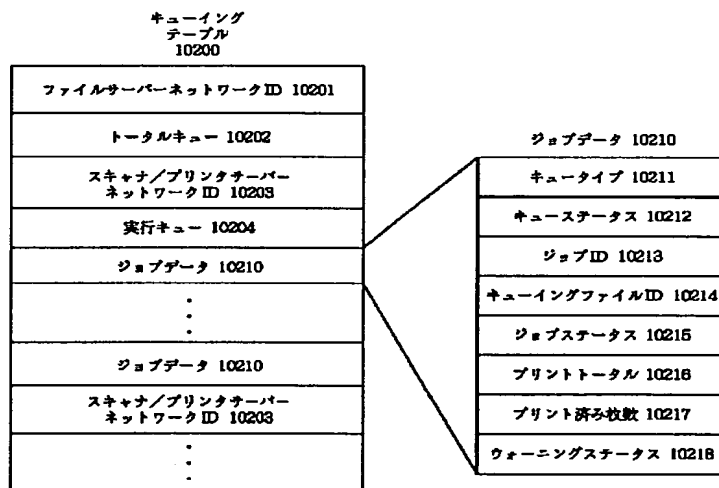 キューイング
テーブル
10200
ファイルサーバーネットワークID 10201
トータルキュー 10202
スキャナ/プリンタサーバー
ネットワークID 10203
実行キュー 10204
ジョブデータ 10210
ジョブデータ 10210
スキャナ/プリンタサーバー
ネットワークID 10203
ジョブデータ 10210
キュータイプ 10211
キューステータス 10212
ジョブID 10213
キューイングファイルID 10214
ジョブステータス 10215
プリントトータル 10216
プリント済み枚数 10217
ウォーニングステータス 10218